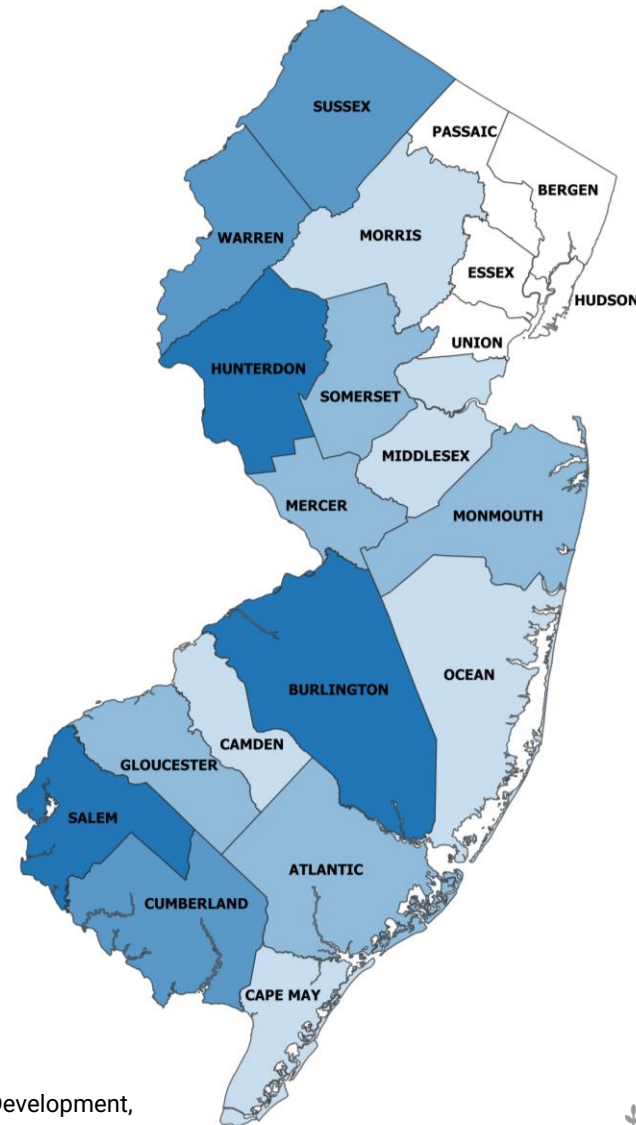 SUSSEX
PASSAIC
BERGEN
WARREN
MORRIS
ESSEX
HUDSON
UNION
HUNTERDON
SOMERSET
MIDDLESEX
MERCER
MONMOUTH
OCEAN
BURLINGTON
CAMDEN
GLOUCESTER
SALEM
ATLANTIC
CUMBERLAND
CAPE MAY
Development,